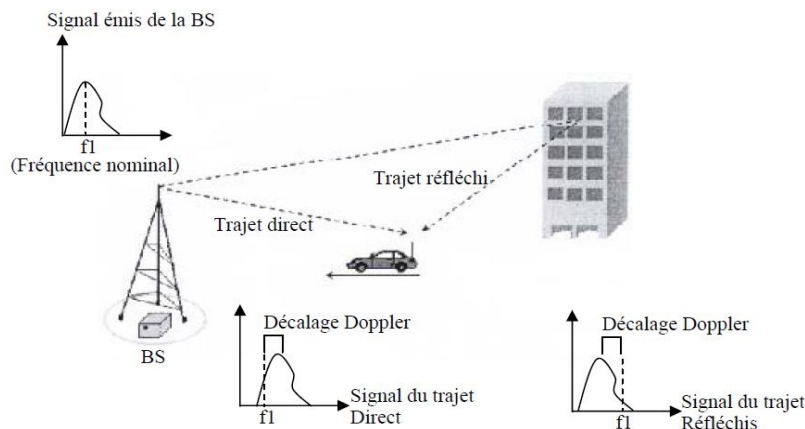 Signal émis de la BS
f1
(Fréquence nominal)
Trajet réfléchi
Trajet direct
BS
Décalage Doppler
f1
Signal du trajet
Direct
Décalage Doppler
f1
Signal du trajet
Réfléchis